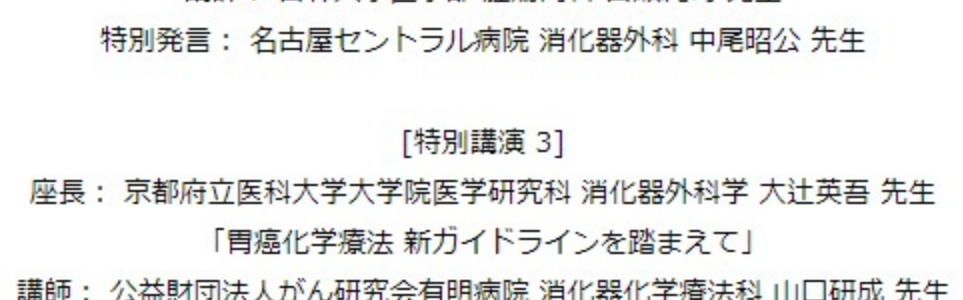 特別発言： 名古屋セントラル病院 消化器外科 中尾昭公 先生
[特別講演 3]
座長： 京都府立医科大学大学院医学研究科 消化器外科学 大辻英吾 先生
「胃癌化学療法 新ガイドラインを踏まえて」
講師： 公益財団法人がん研究会有明病院 消化器化学療法科 山口研成 先生